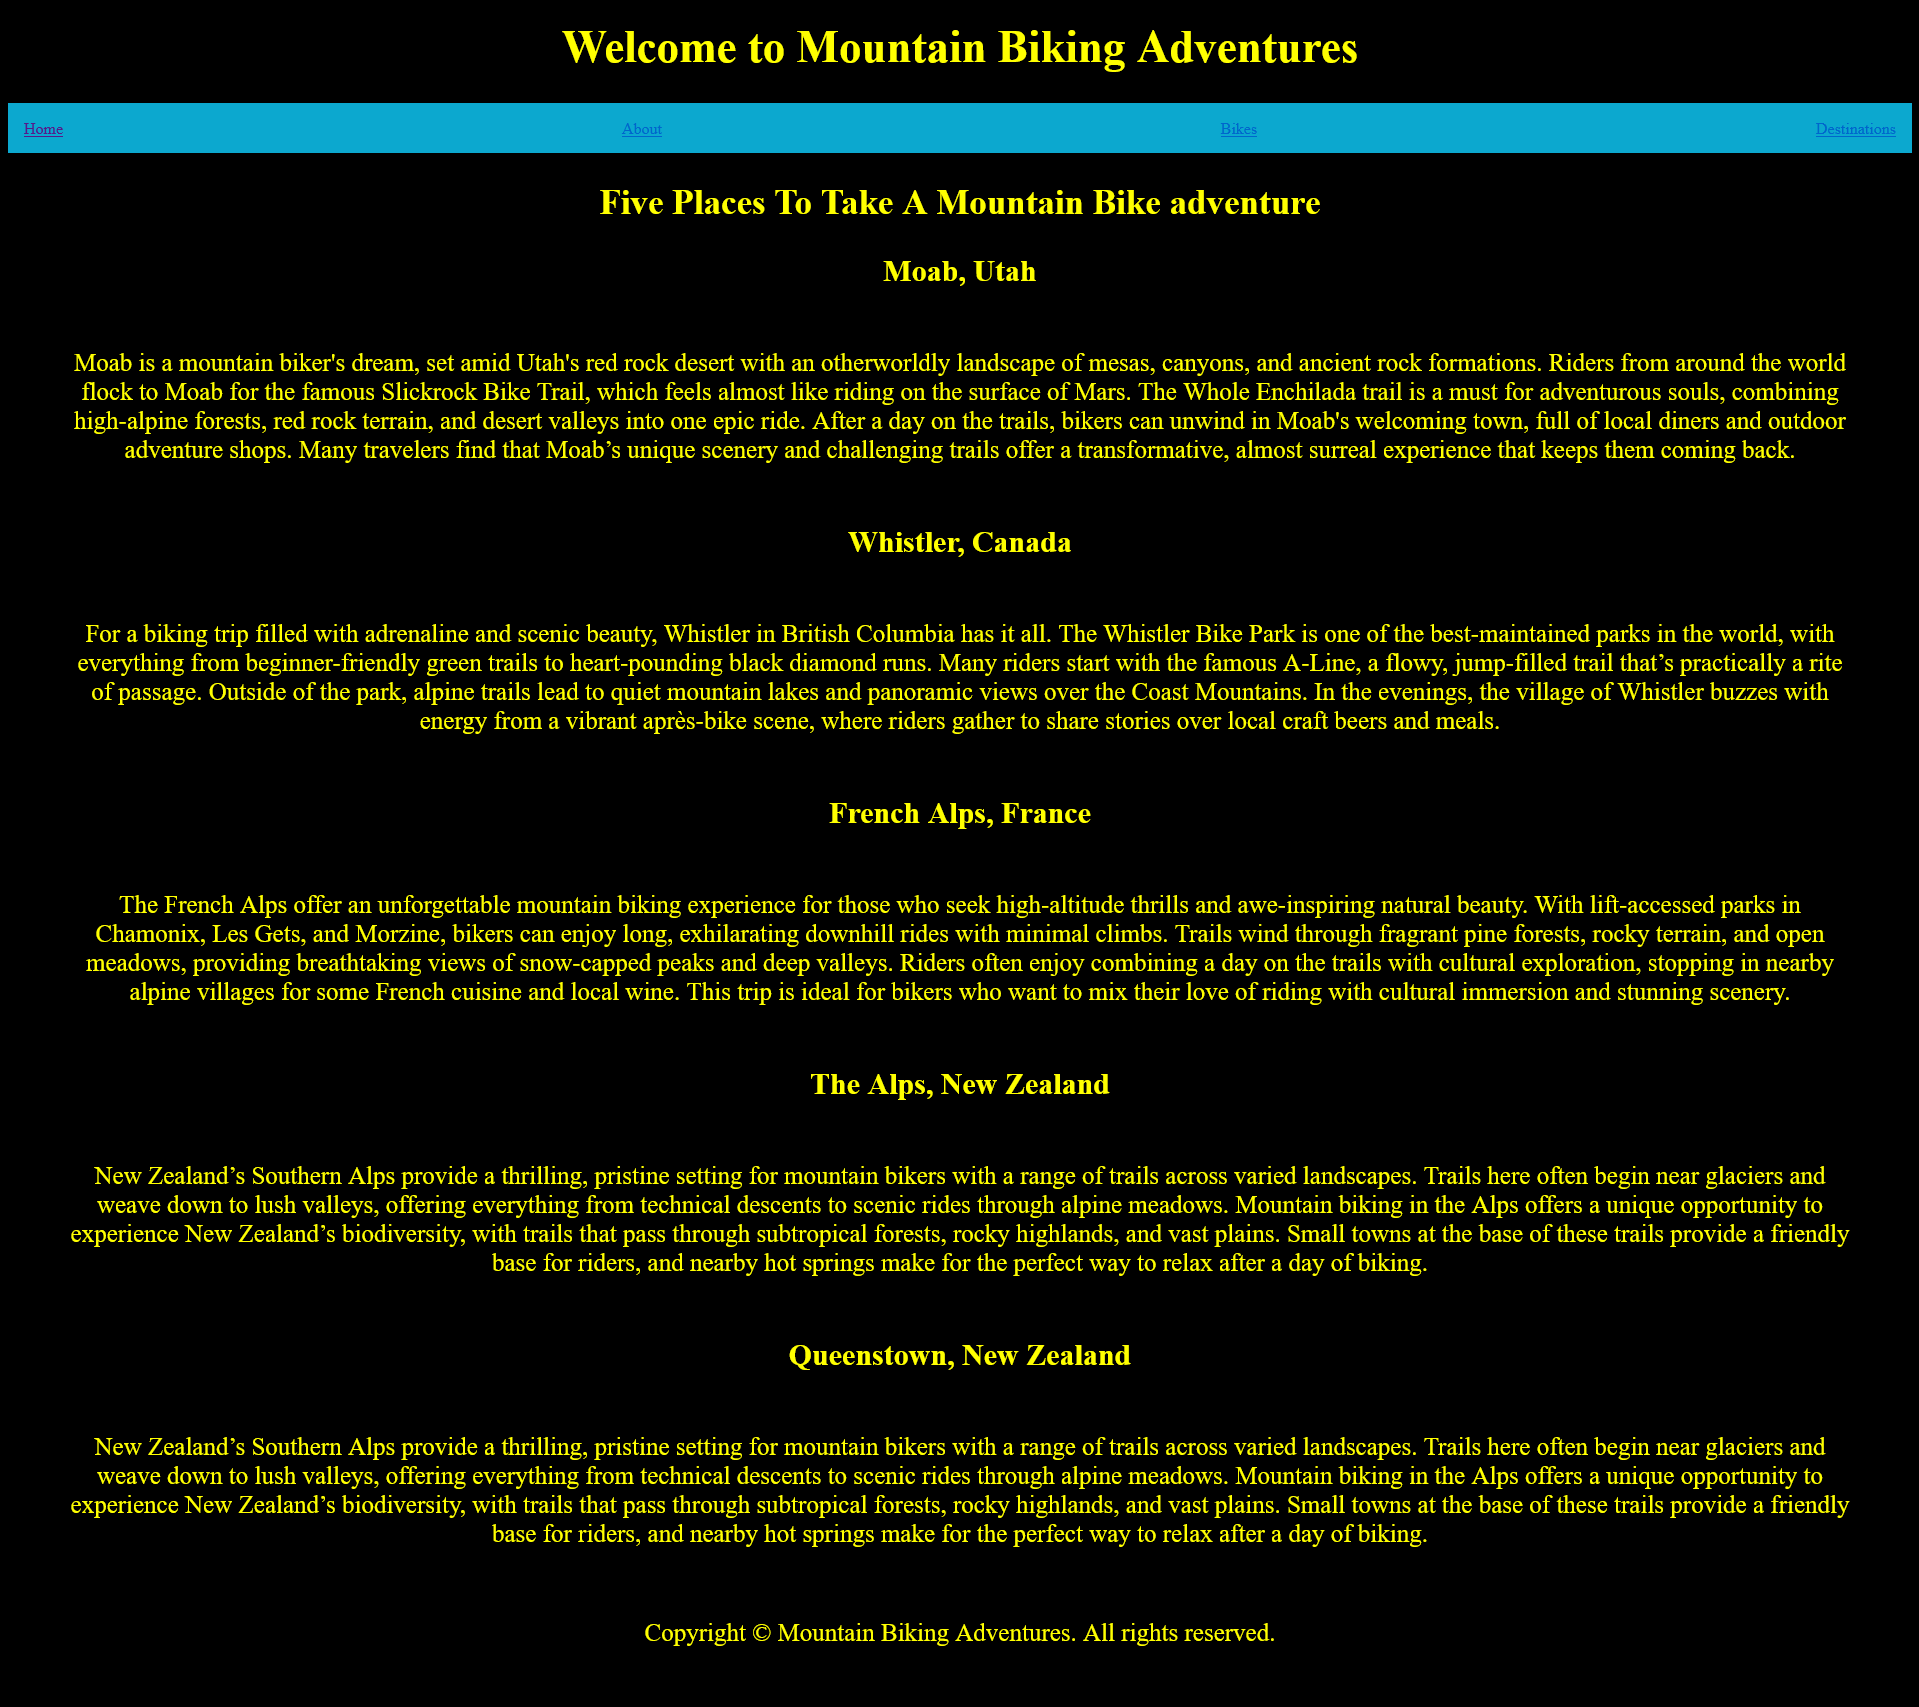 Welcome to Mountain Biking Adventures
Home About Bikes Destinations
Five Places To Take A Mountain Bike adventure
Moab, Utah
Moab is a mountain biker's dream, set amid Utah's red rock desert with an otherworldly landscape of mesas, canyons, and ancient rock formations. Riders from around the world
flock to Moab for the famous Slickrock Bike Trail, which feels almost like riding on the surface of Mars. The Whole Enchilada trail is a must for adventurous souls, combining
high-alpine forests, red rock terrain, and desert valleys into one epic ride. After a day on the trails, bikers can unwind in Moab's welcoming town, full of local diners and outdoor
adventure shops. Many travelers find that Moab’s unique scenery and challenging trails offer a transformative, almost surreal experience that keeps them coming back.
Whistler, Canada
For a biking trip filled with adrenaline and scenic beauty, Whistler in British Columbia has it all. The Whistler Bike Park is one of the best-maintained parks in the world, with
everything from beginner-friendly green trails to heart-pounding black diamond runs. Many riders start with the famous A-Line, a flowy, jump-filled trail that’s practically a rite
of passage. Outside of the park, alpine trails lead to quiet mountain lakes and panoramic views over the Coast Mountains. In the evenings, the village of Whistler buzzes with
energy from a vibrant après-bike scene, where riders gather to share stories over local craft beers and meals.
French Alps, France
The French Alps offer an unforgettable mountain biking experience for those who seek high-altitude thrills and awe-inspiring natural beauty. With lift-accessed parks in
Chamonix, Les Gets, and Morzine, bikers can enjoy long, exhilarating downhill rides with minimal climbs. Trails wind through fragrant pine forests, rocky terrain, and open
meadows, providing breathtaking views of snow-capped peaks and deep valleys. Riders often enjoy combining a day on the trails with cultural exploration, stopping in nearby
alpine villages for some French cuisine and local wine. This trip is ideal for bikers who want to mix their love of riding with cultural immersion and stunning scenery.
The Alps, New Zealand
New Zealand’s Southern Alps provide a thrilling, pristine setting for mountain bikers with a range of trails across varied landscapes. Trails here often begin near glaciers and
weave down to lush valleys, offering everything from technical descents to scenic rides through alpine meadows. Mountain biking in the Alps offers a unique opportunity to
experience New Zealand’s biodiversity, with trails that pass through subtropical forests, rocky highlands, and vast plains. Small towns at the base of these trails provide a friendly
base for riders, and nearby hot springs make for the perfect way to relax after a day of biking.
Queenstown, New Zealand
New Zealand’s Southern Alps provide a thrilling, pristine setting for mountain bikers with a range of trails across varied landscapes. Trails here often begin near glaciers and
weave down to lush valleys, offering everything from technical descents to scenic rides through alpine meadows. Mountain biking in the Alps offers a unique opportunity to
experience New Zealand’s biodiversity, with trails that pass through subtropical forests, rocky highlands, and vast plains. Small towns at the base of these trails provide a friendly
base for riders, and nearby hot springs make for the perfect way to relax after a day of biking.
Copyright © Mountain Biking Adventures. All rights reserved.